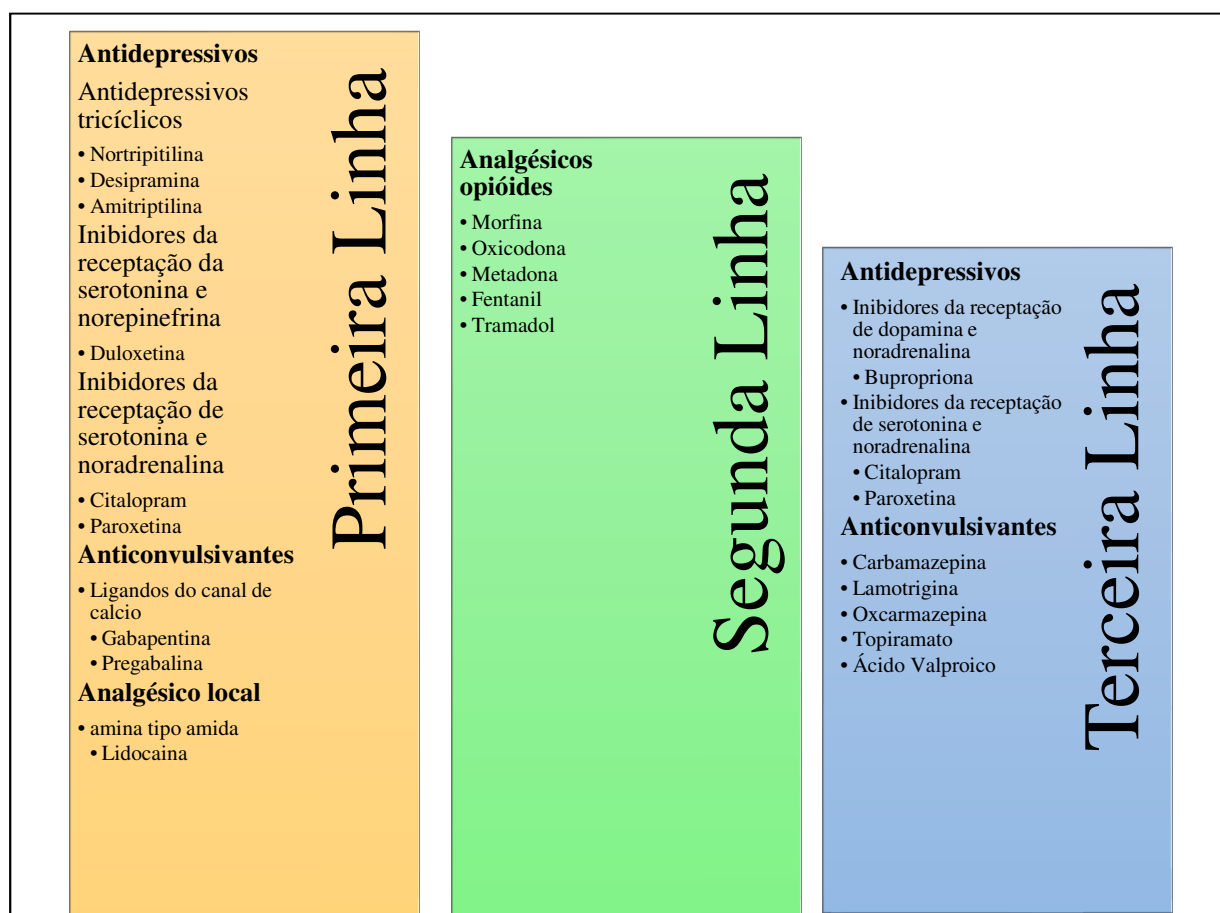 Antidepressivos
Antidepressivos
tricíclicos
• Nortripitilina
• Desipramina
• Amitriptilina
Inibidores da
receptação da
serotonina e
norepinefrina
• Duloxetina
Inibidores da
receptação de
serotonina e
noradrenalina
• Citalopram
• Paroxetina
Anticonvulsivantes
• Ligandos do canal de
calcio
• Gabapentina
• Pregabalina
Analgésico local
• amina tipo amida
• Lidocaina
Primeira Linha
Analgésicos
opióides
• Morfina
• Oxicodona
• Metadona
• Fentanil
• Tramadol
Segunda Linha
Antidepressivos
• Inibidores da receptação
de dopamina e
noradrenalina
• Bupropriona
• Inibidores da receptação
de serotonina e
noradrenalina
• Citalopram
• Paroxetina
Anticonvulsivantes
• Carbamazepina
• Lamotrigina
• Oxcarmazepina
• Topiramato
• Ácido Valproico
Terceira Linha